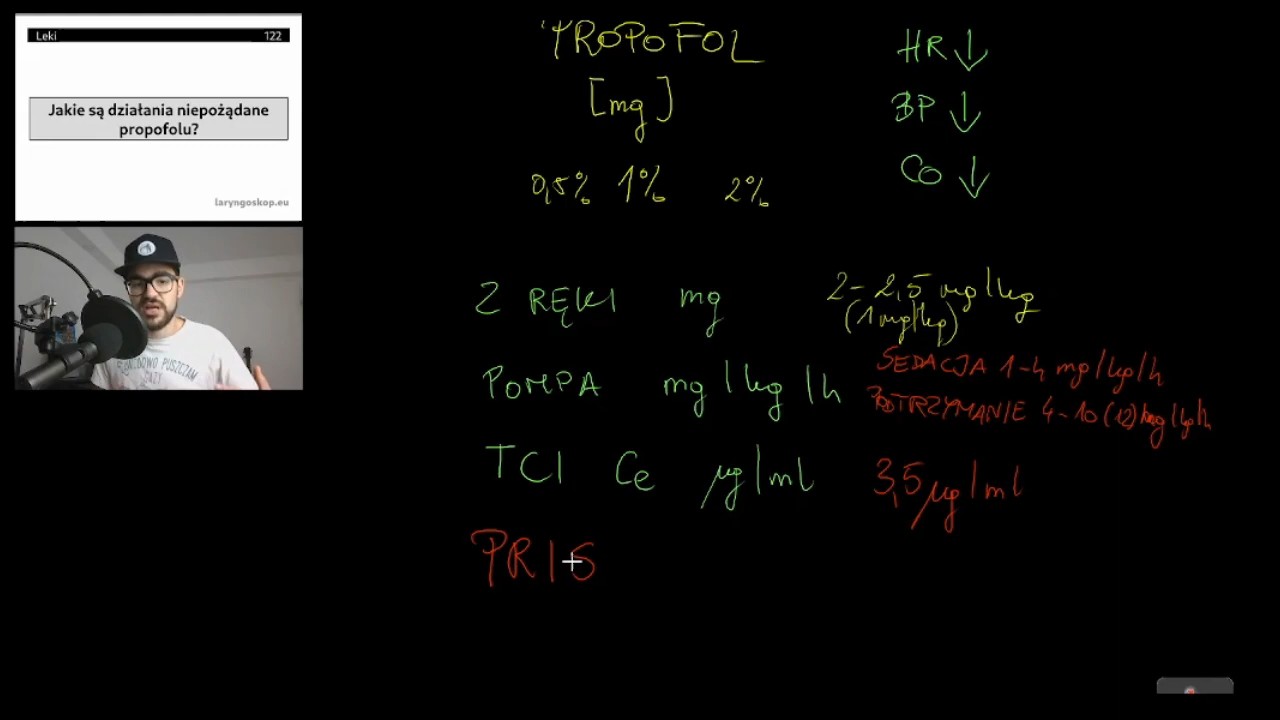 Leki 122
Jakie są działania niepożądane
propofolu?
laryngoskop.eu
PROPOFOL
[mg]
0,5% 1% 2%
HR ↓
BP ↓
CO ↓
Z RĘKI mg 2-2,5 mg/kg
(1 mg/kg)
POMPA mg/kg/h
SEDACJA 1-4 mg/kg/h
PODTRZYMANIE 4-10 (12) mg/kg/h
TCI Ce μg/ml 3,5 μg/ml
PRIS
PUSZCZAM